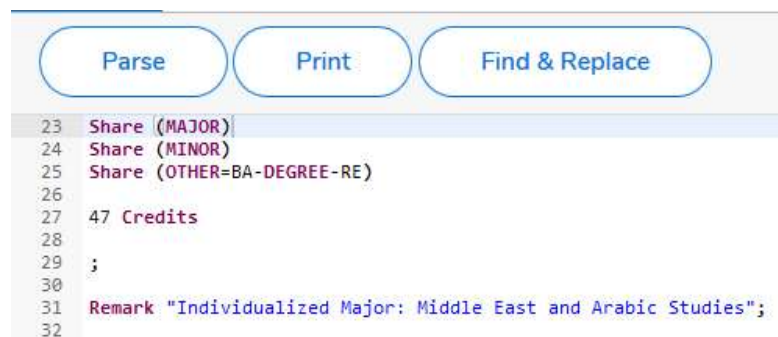 Parse Print Find & Replace
23 Share (MAJOR)
24 Share (MINOR)
25 Share (OTHER=BA-DEGREE-RE)
26
27 47 Credits
28
29 ;
30
31 Remark "Individualized Major: Middle East and Arabic Studies";
32